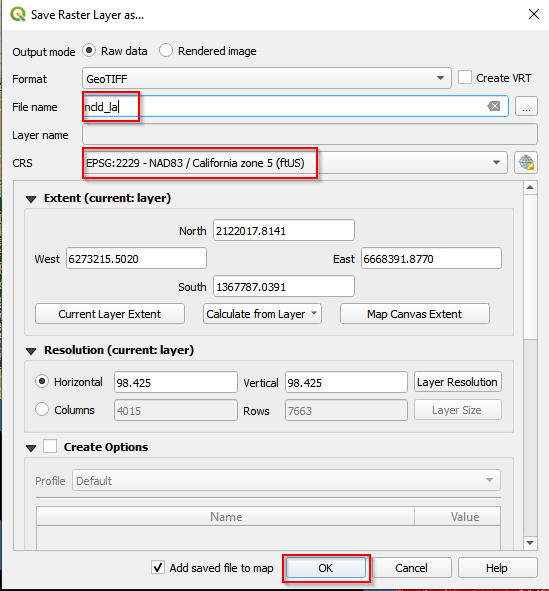 Save Raster Layer as...
Output mode Raw data Rendered image
Format GeoTIFF Create VRT
File name ncld_la ...
Layer name
CRS EPSG:2229 - NAD83 / California zone 5 (ftUS)
Extent (current: layer)
North 2122017.8141
West 6273215.5020 East 6668391.8770
South 1367787.0391
Current Layer Extent Calculate from Layer Map Canvas Extent
Resolution (current: layer)
Horizontal 98.425 Vertical 98.425 Layer Resolution
Columns 4015 Rows 7663 Layer Size
Create Options
Profile Default
Name Value
Add saved file to map OK Cancel Help